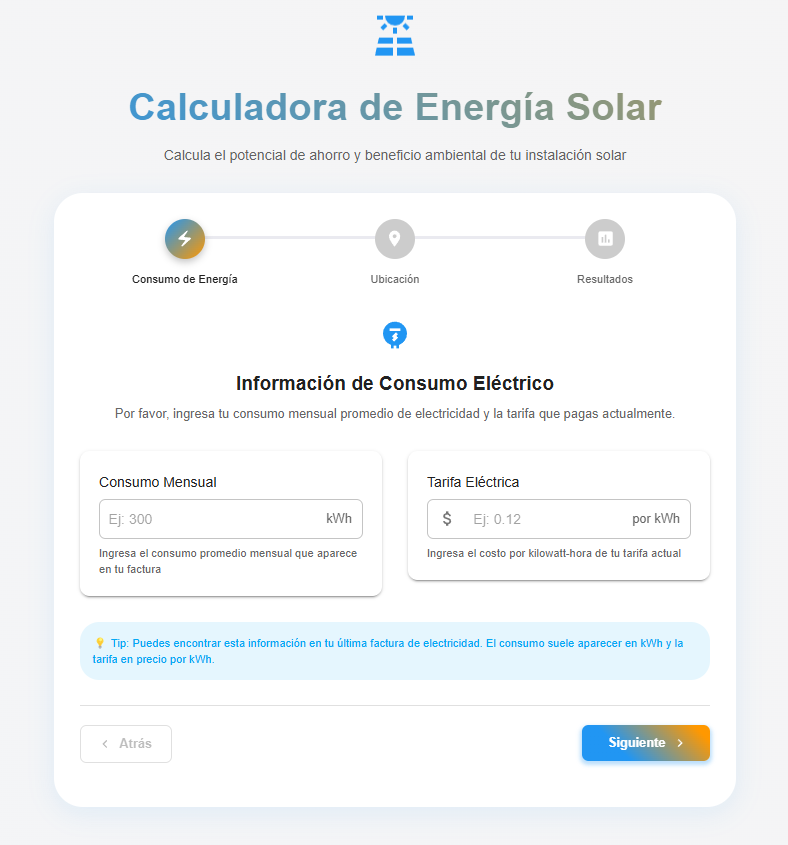 Calculadora de Energía Solar
Calcula el potencial de ahorro y beneficio ambiental de tu instalación solar
Consumo de Energía
Ubicación
Resultados
Información de Consumo Eléctrico
Por favor, ingresa tu consumo mensual promedio de electricidad y la tarifa que pagas actualmente.
Consumo Mensual
Ej: 300 kWh
Ingresa el consumo promedio mensual que aparece
en tu factura
Tarifa Eléctrica
$ Ej: 0.12 por kWh
Ingresa el costo por kilowatt-hora de tu tarifa actual
💡 Tip: Puedes encontrar esta información en tu última factura de electricidad. El consumo suele aparecer en kWh y la
tarifa en precio por kWh.
Atrás
Siguiente